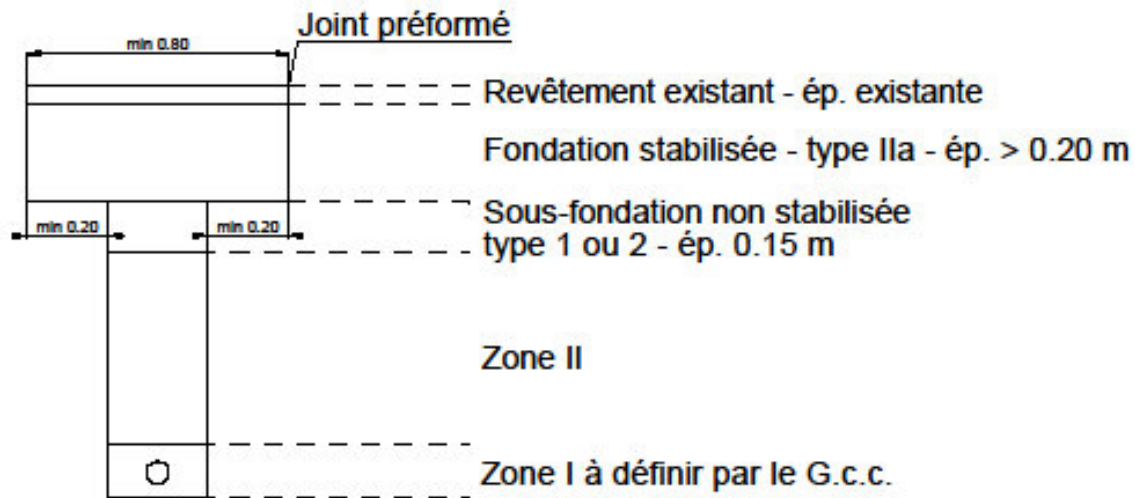 Joint préformé
min 0.80
Revêtement existant - ép. existante
Fondation stabilisée - type IIa - ép. > 0.20 m
min 0.20
min 0.20
Sous-fondation non stabilisée
type 1 ou 2 - ép. 0.15 m
Zone II
Zone I à définir par le G.c.c.